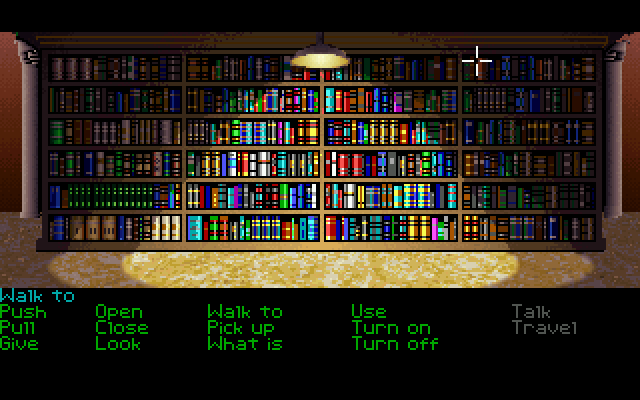 Walk to
Push Open Walk to Use Talk
Pull Close Pick up Turn on Travel
Give Look What is Turn off